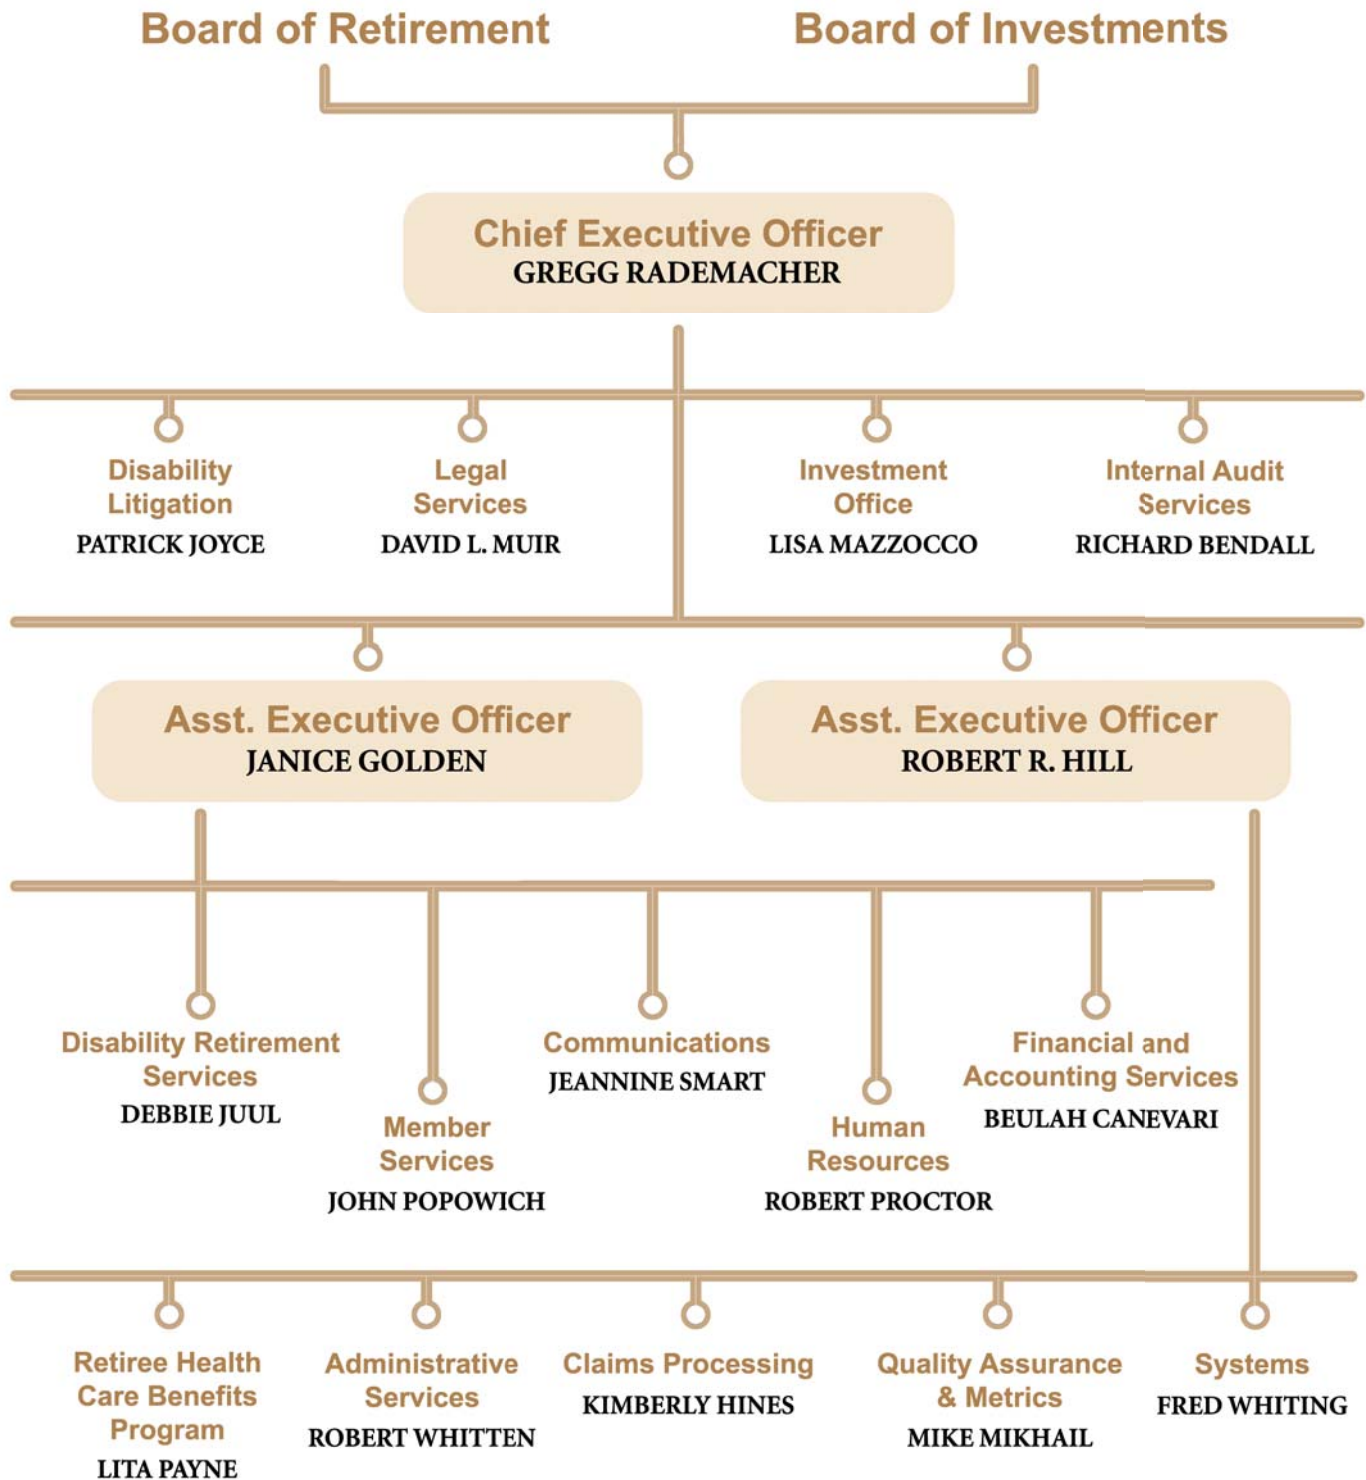 Board of Retirement
Board of Investments
Chief Executive Officer
GREGG RADEMACHER
Disability
Litigation
PATRICK JOYCE
Legal
Services
DAVID L. MUIR
Investment
Office
LISA MAZZOCCO
Internal Audit
Services
RICHARD BENDALL
Asst. Executive Officer
JANICE GOLDEN
Asst. Executive Officer
ROBERT R. HILL
Disability Retirement
Services
DEBBIE JUUL
Member
Services
JOHN POPOWICH
Communications
JEANNINE SMART
Human
Resources
ROBERT PROCTOR
Financial and
Accounting Services
BEULAH CANEVARI
Retiree Health
Care Benefits
Program
LITA PAYNE
Administrative
Services
ROBERT WHITTEN
Claims Processing
KIMBERLY HINES
Quality Assurance
& Metrics
MIKE MIKHAIL
Systems
FRED WHITING